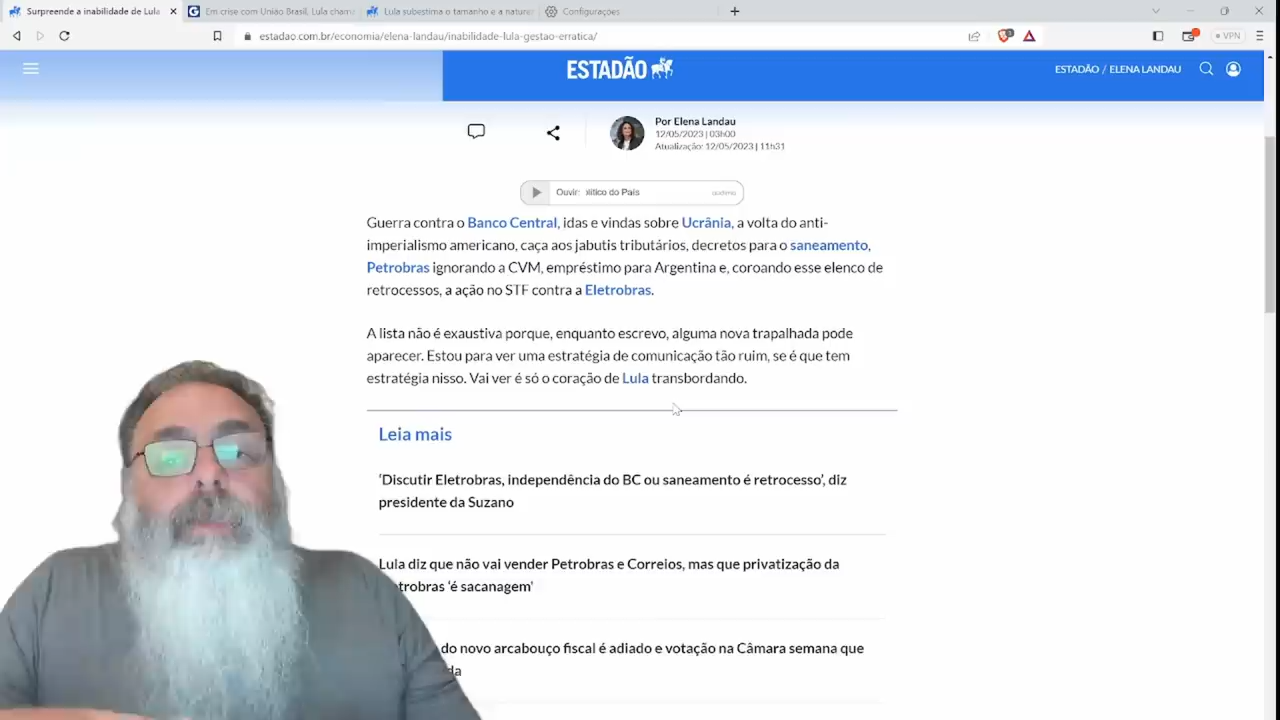 Surpreende a inabilidade de Lula
Em crise com União Brasil, Lula chama
Lula subestima o tamanho e a nature
Configurações
estadao.com.br/economia/elena-landau/inabilidade-lula-gestao-erratica/
VPN
ESTADÃO
ESTADÃO / ELENA LANDAU
Por Elena Landau
12/05/2023 | 03h00
Atualização: 12/05/2023 | 11h31
Ouvir: olítico do País
Guerra contra o Banco Central, idas e vindas sobre Ucrânia, a volta do anti-
imperialismo americano, caça aos jabutis tributários, decretos para o saneamento,
Petrobras ignorando a CVM, empréstimo para Argentina e, coroando esse elenco de
retrocessos, a ação no STF contra a Eletrobras.
A lista não é exaustiva porque, enquanto escrevo, alguma nova trapalhada pode
aparecer. Estou para ver uma estratégia de comunicação tão ruim, se é que tem
estratégia nisso. Vai ver é só o coração de Lula transbordando.
Leia mais
‘Discutir Eletrobras, independência do BC ou saneamento é retrocesso’, diz
presidente da Suzano
Lula diz que não vai vender Petrobras e Correios, mas que privatização da
etrobras ‘é sacanagem’
do novo arcabouço fiscal é adiado e votação na Câmara semana que
da